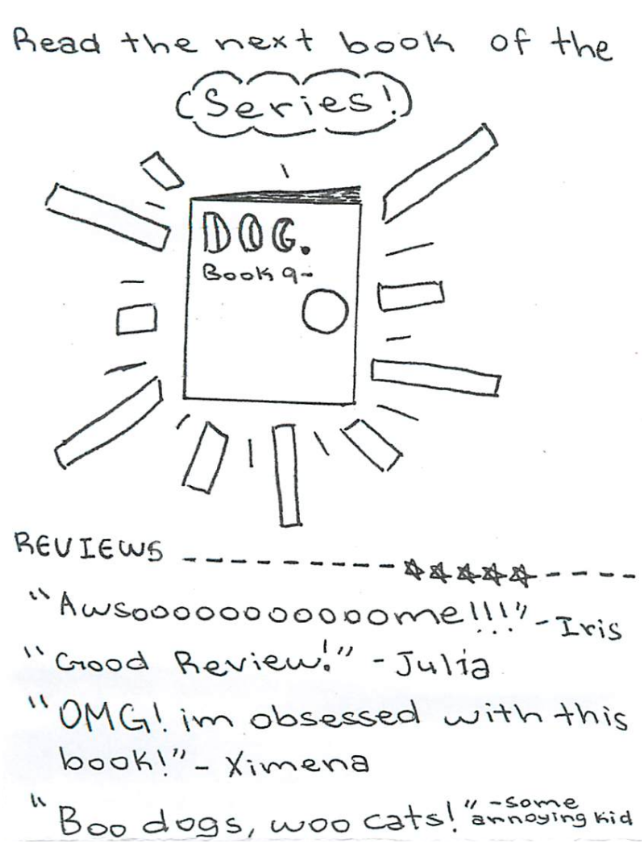 Read the next book of the
Series!
DOG.
Book 9-
REVIEWS ---------☆☆☆☆☆----
"Awsooooooooooome!!!" - Iris
"Good Review!" - Julia
"OMG! im obsessed with this
book!" - Ximena
"Boo dogs, woo cats!" - some
annoying kid